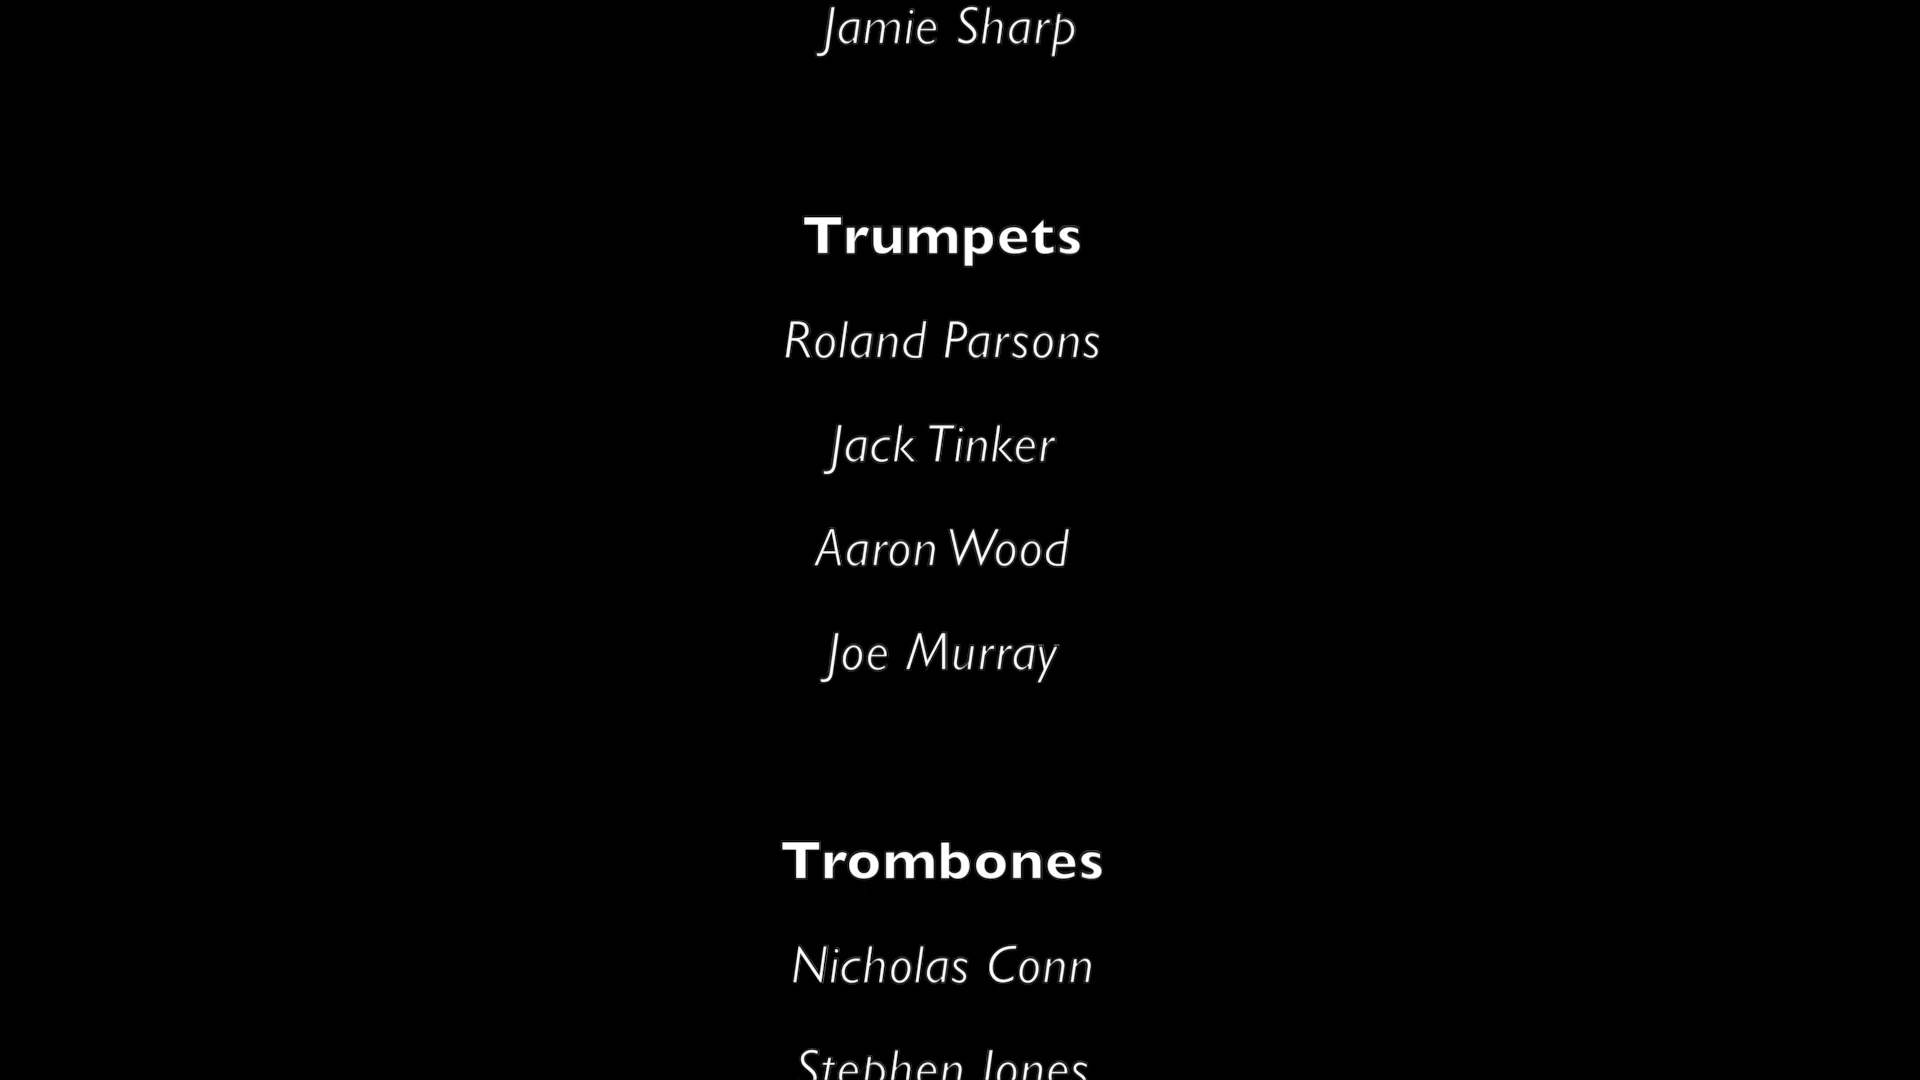 Jamie Sharp
Trumpets
Roland Parsons
Jack Tinker
Aaron Wood
Joe Murray
Trombones
Nicholas Conn
Stephen Jones